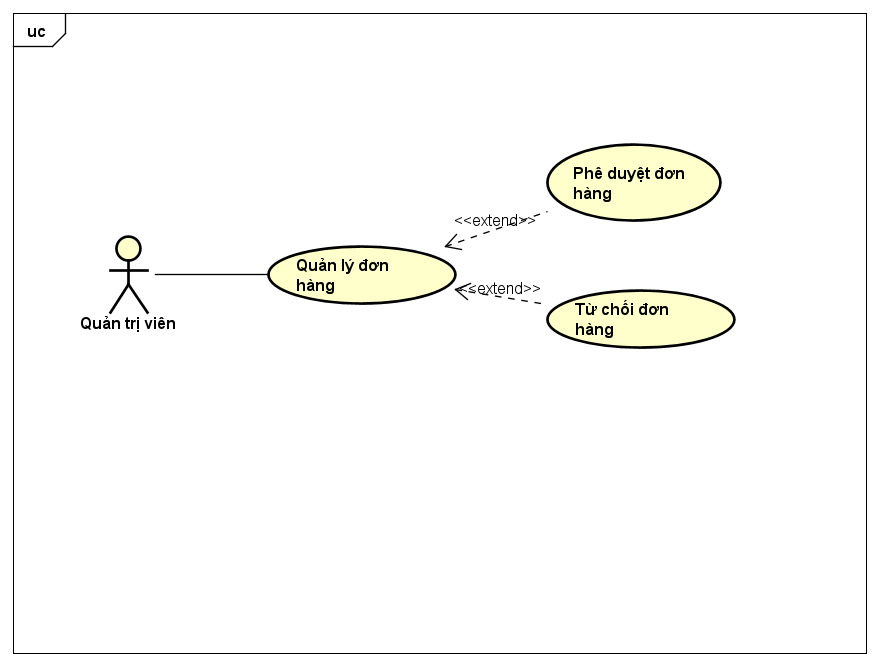 uc
Phê duyệt đơn
hàng
<<extend>>
Quản lý đơn
hàng
<<extend>>
Từ chối đơn
hàng
Quản trị viên